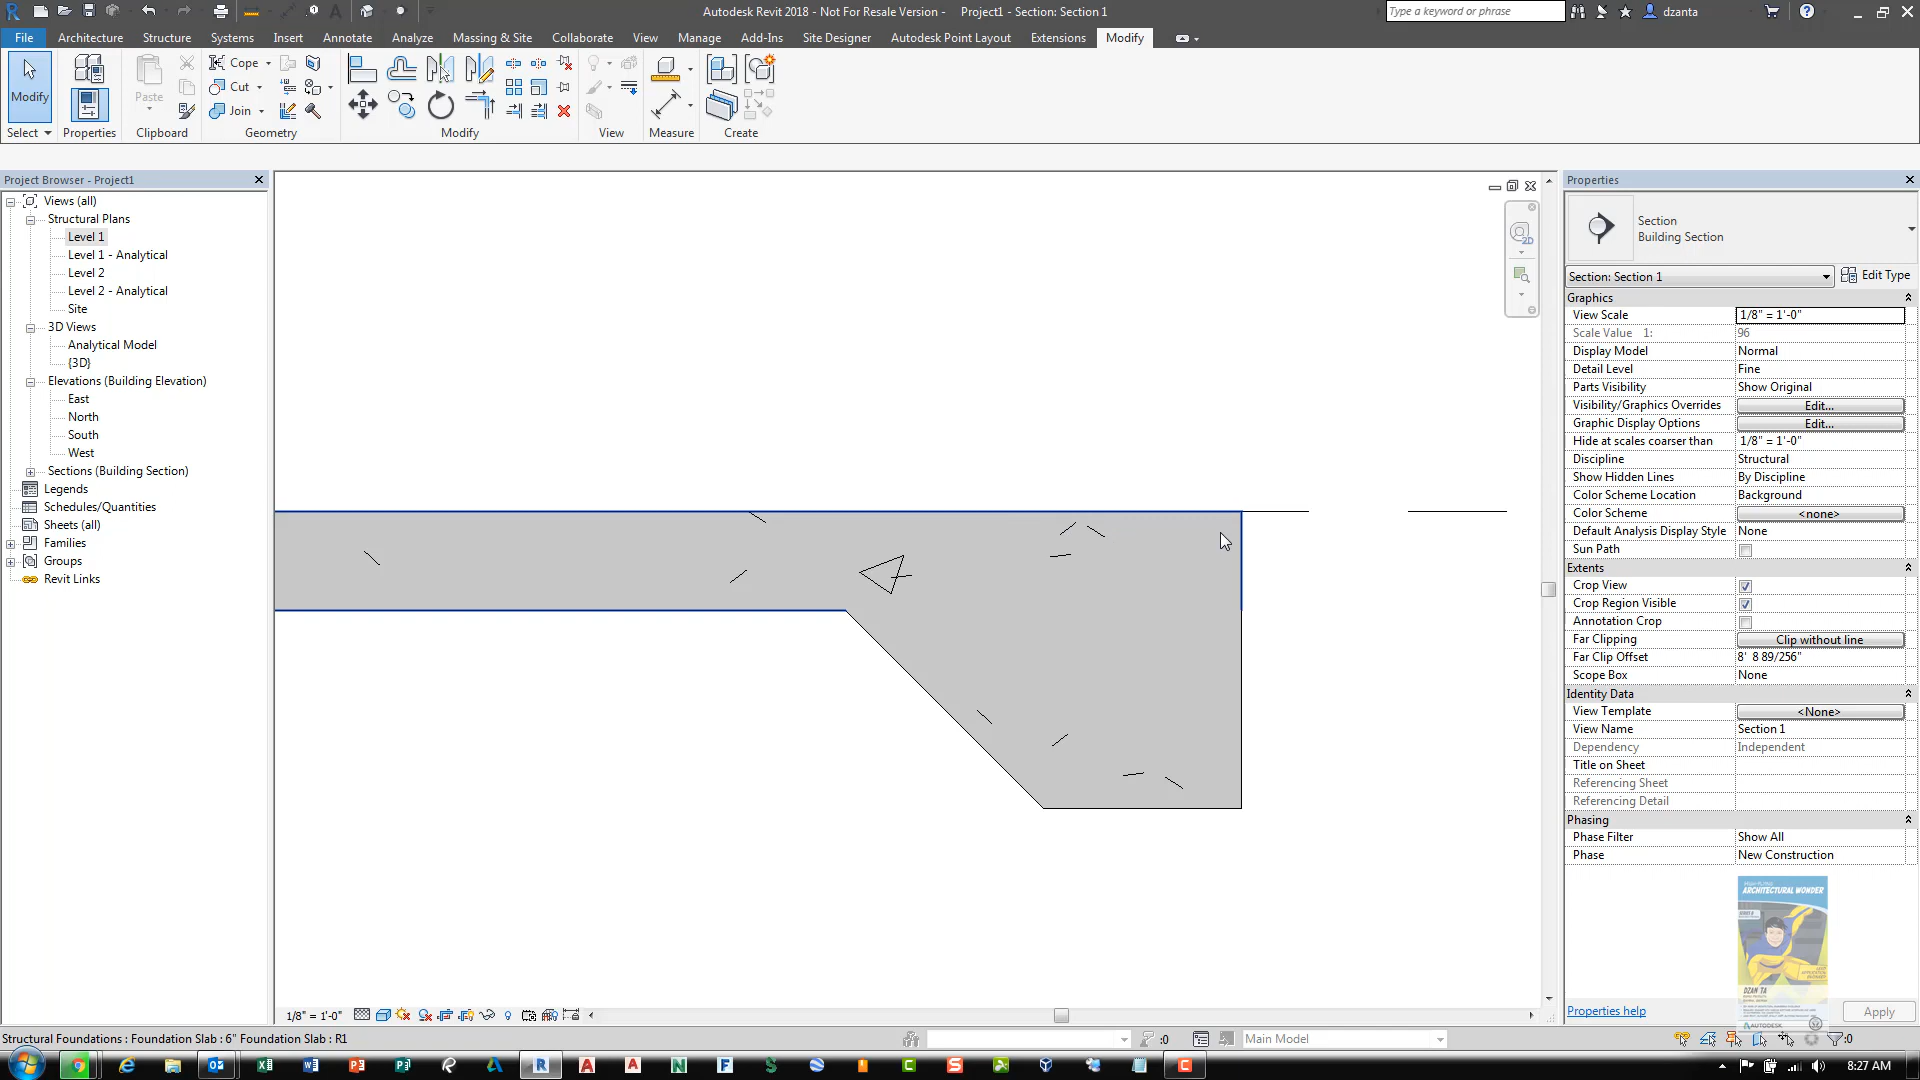 Autodesk Revit 2018 - Not For Resale Version -    Project1 - Section: Section 1
Type a keyword or phrase
dzanta
File
Architecture
Structure
Systems
Insert
Annotate
Analyze
Massing & Site
Collaborate
View
Manage
Add-Ins
Site Designer
Autodesk Point Layout
Extensions
Modify
Modify
Paste
Cope
Cut
Join
Select
Properties
Clipboard
Geometry
Modify
View
Measure
Create
Project Browser - Project1
Views (all)
Structural Plans
Level 1
Level 1 - Analytical
Level 2
Level 2 - Analytical
Site
3D Views
Analytical Model
{3D}
Elevations (Building Elevation)
East
North
South
West
Sections (Building Section)
Legends
Schedules/Quantities
Sheets (all)
Families
Groups
Revit Links
2D
Properties
Section
Building Section
Section: Section 1
Edit Type
Graphics
View Scale 1/8" = 1'-0"
Scale Value 1: 96
Display Model Normal
Detail Level Fine
Parts Visibility Show Original
Visibility/Graphics Overrides Edit...
Graphic Display Options Edit...
Hide at scales coarser than 1/8" = 1'-0"
Discipline Structural
Show Hidden Lines By Discipline
Color Scheme Location Background
Color Scheme <none>
Default Analysis Display Style None
Sun Path
Extents
Crop View
Crop Region Visible
Annotation Crop
Far Clipping Clip without line
Far Clip Offset 8' 8 89/256"
Scope Box None
Identity Data
View Template <None>
View Name Section 1
Dependency Independent
Title on Sheet
Referencing Sheet
Referencing Detail
Phasing
Phase Filter Show All
Phase New Construction
ARCHITECTURAL WONDER
DZAN TA
AUTODESK
Properties help
Apply
1/8" = 1'-0"
Structural Foundations : Foundation Slab : 6" Foundation Slab : R1
:0
Main Model
:0
8:27 AM